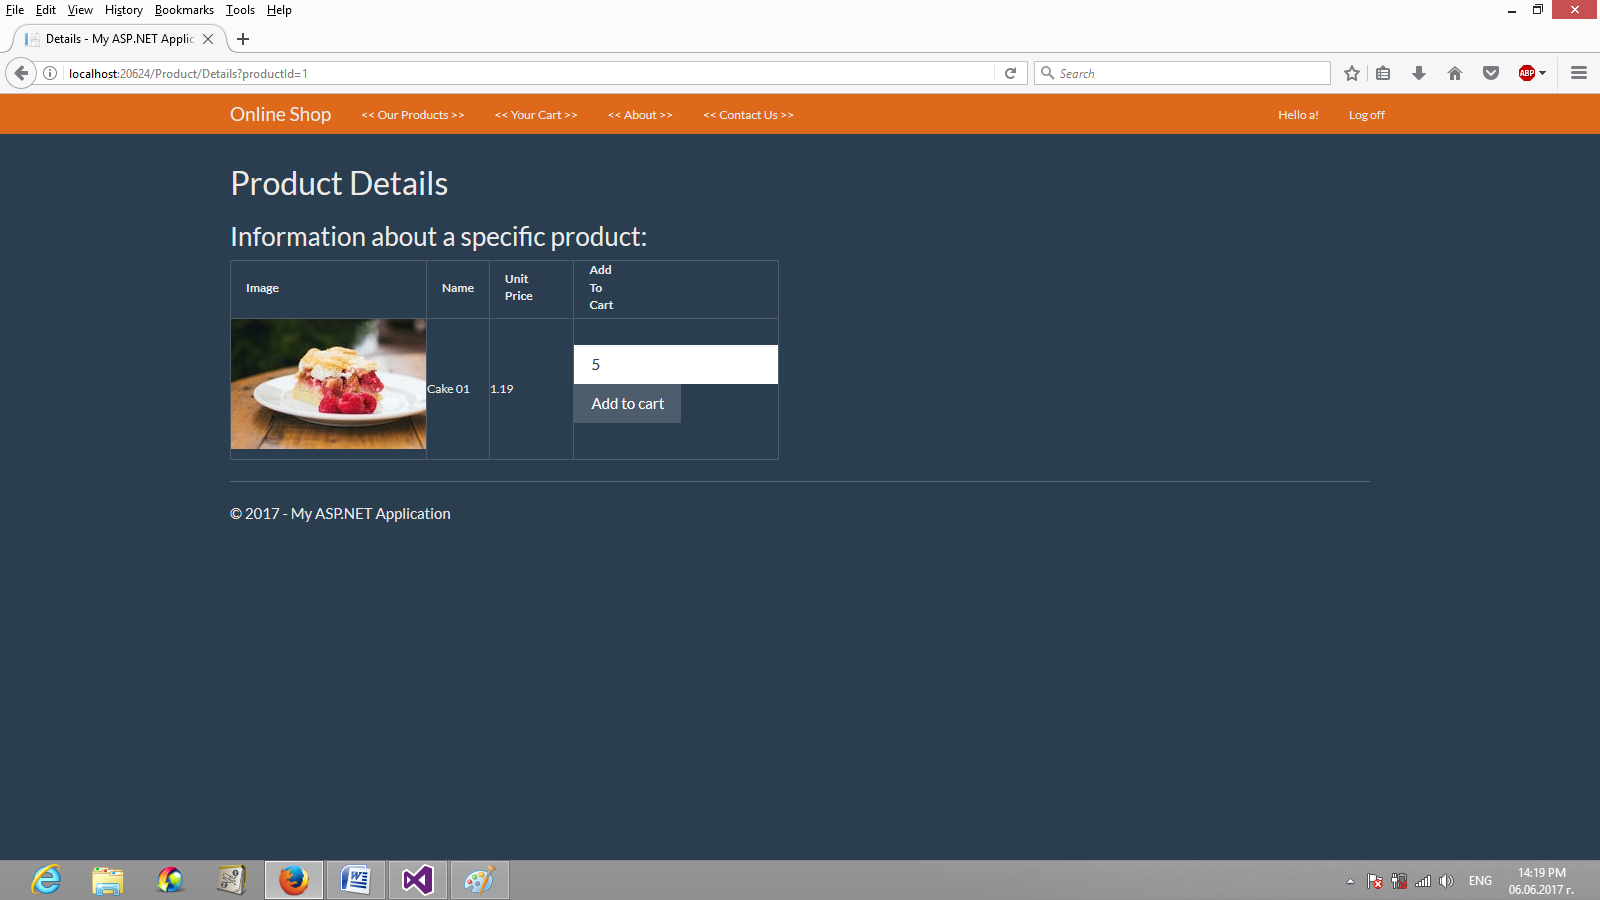 File Edit View History Bookmarks Tools Help
Details - My ASP.NET Applic
localhost:20624/Product/Details?productId=1
Search
ABP
Online Shop << Our Products >> << Your Cart >> << About >> << Contact Us >> Hello a! Log off
Product Details
Information about a specific product:
Image Name Unit Price Add To Cart
Cake 01 1.19 5
Add to cart
© 2017 - My ASP.NET Application
ENG
14:19 PM
06.06.2017 г.